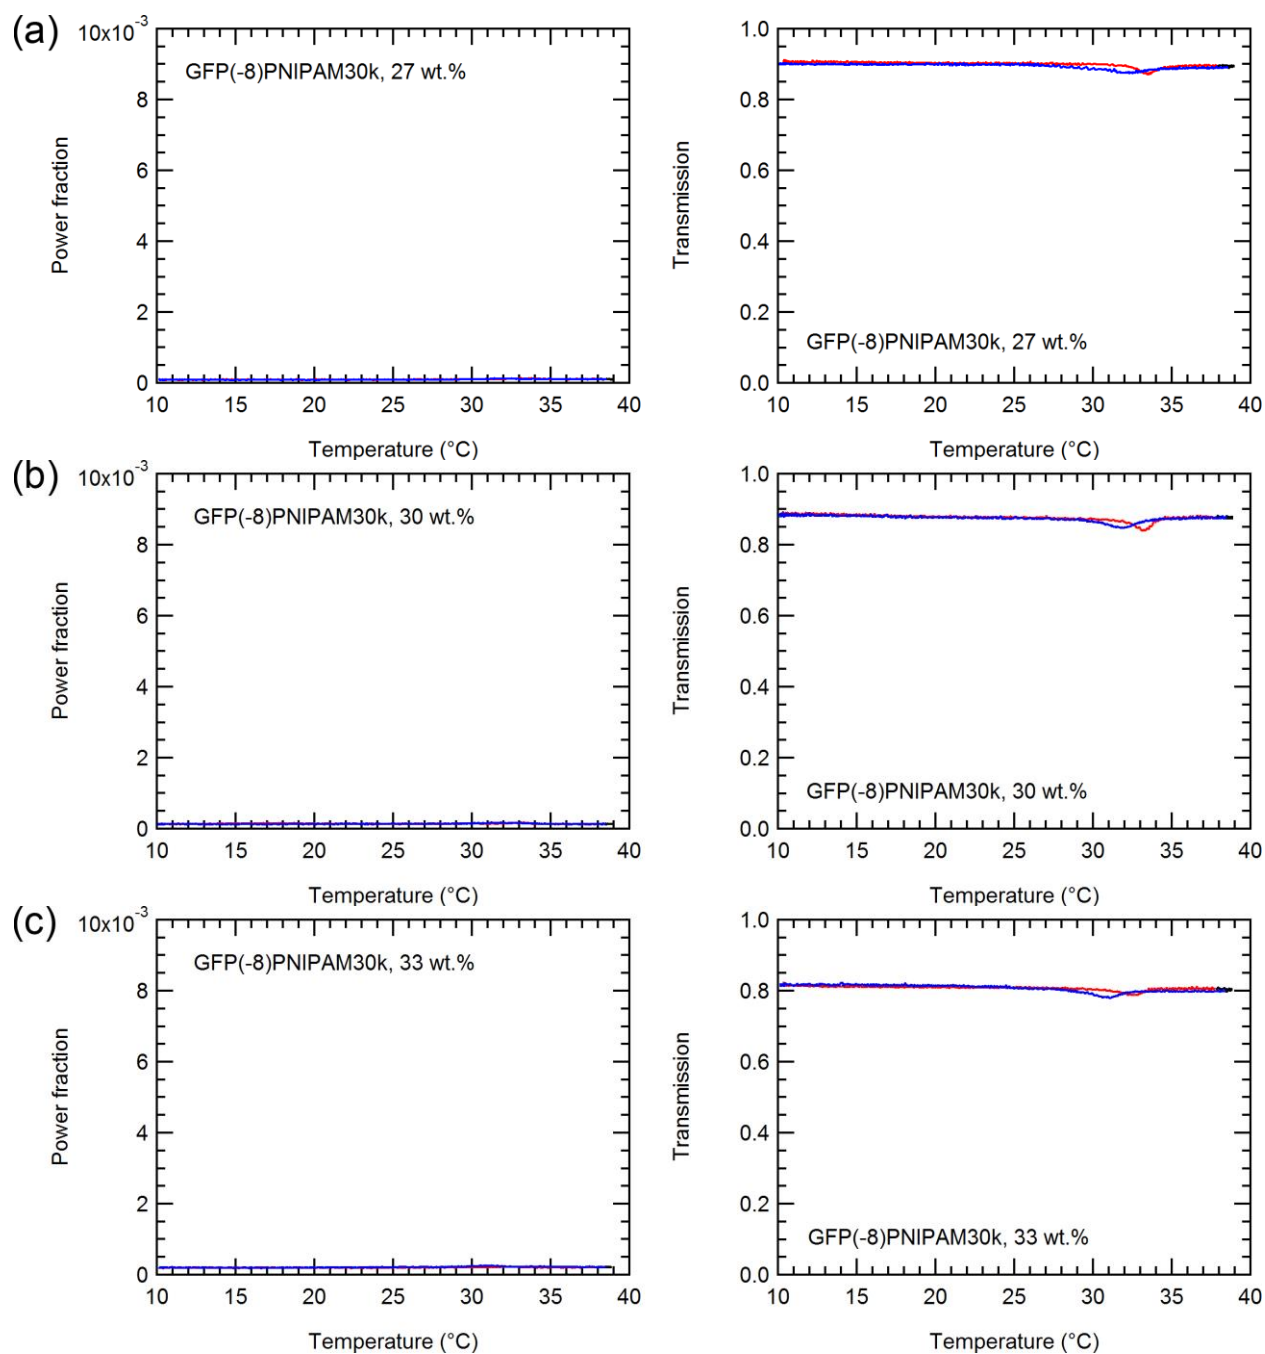 (a)
10x10⁻³
8
6
4
2
0
Power fraction
GFP(-8)PNIPAM30k, 27 wt.%
10 15 20 25 30 35 40
Temperature (°C)
1.0
0.8
0.6
0.4
0.2
0.0
Transmission
GFP(-8)PNIPAM30k, 27 wt.%
10 15 20 25 30 35 40
Temperature (°C)
(b)
10x10⁻³
8
6
4
2
0
Power fraction
GFP(-8)PNIPAM30k, 30 wt.%
10 15 20 25 30 35 40
Temperature (°C)
1.0
0.8
0.6
0.4
0.2
0.0
Transmission
GFP(-8)PNIPAM30k, 30 wt.%
10 15 20 25 30 35 40
Temperature (°C)
(c)
10x10⁻³
8
6
4
2
0
Power fraction
GFP(-8)PNIPAM30k, 33 wt.%
10 15 20 25 30 35 40
Temperature (°C)
1.0
0.8
0.6
0.4
0.2
0.0
Transmission
GFP(-8)PNIPAM30k, 33 wt.%
10 15 20 25 30 35 40
Temperature (°C)